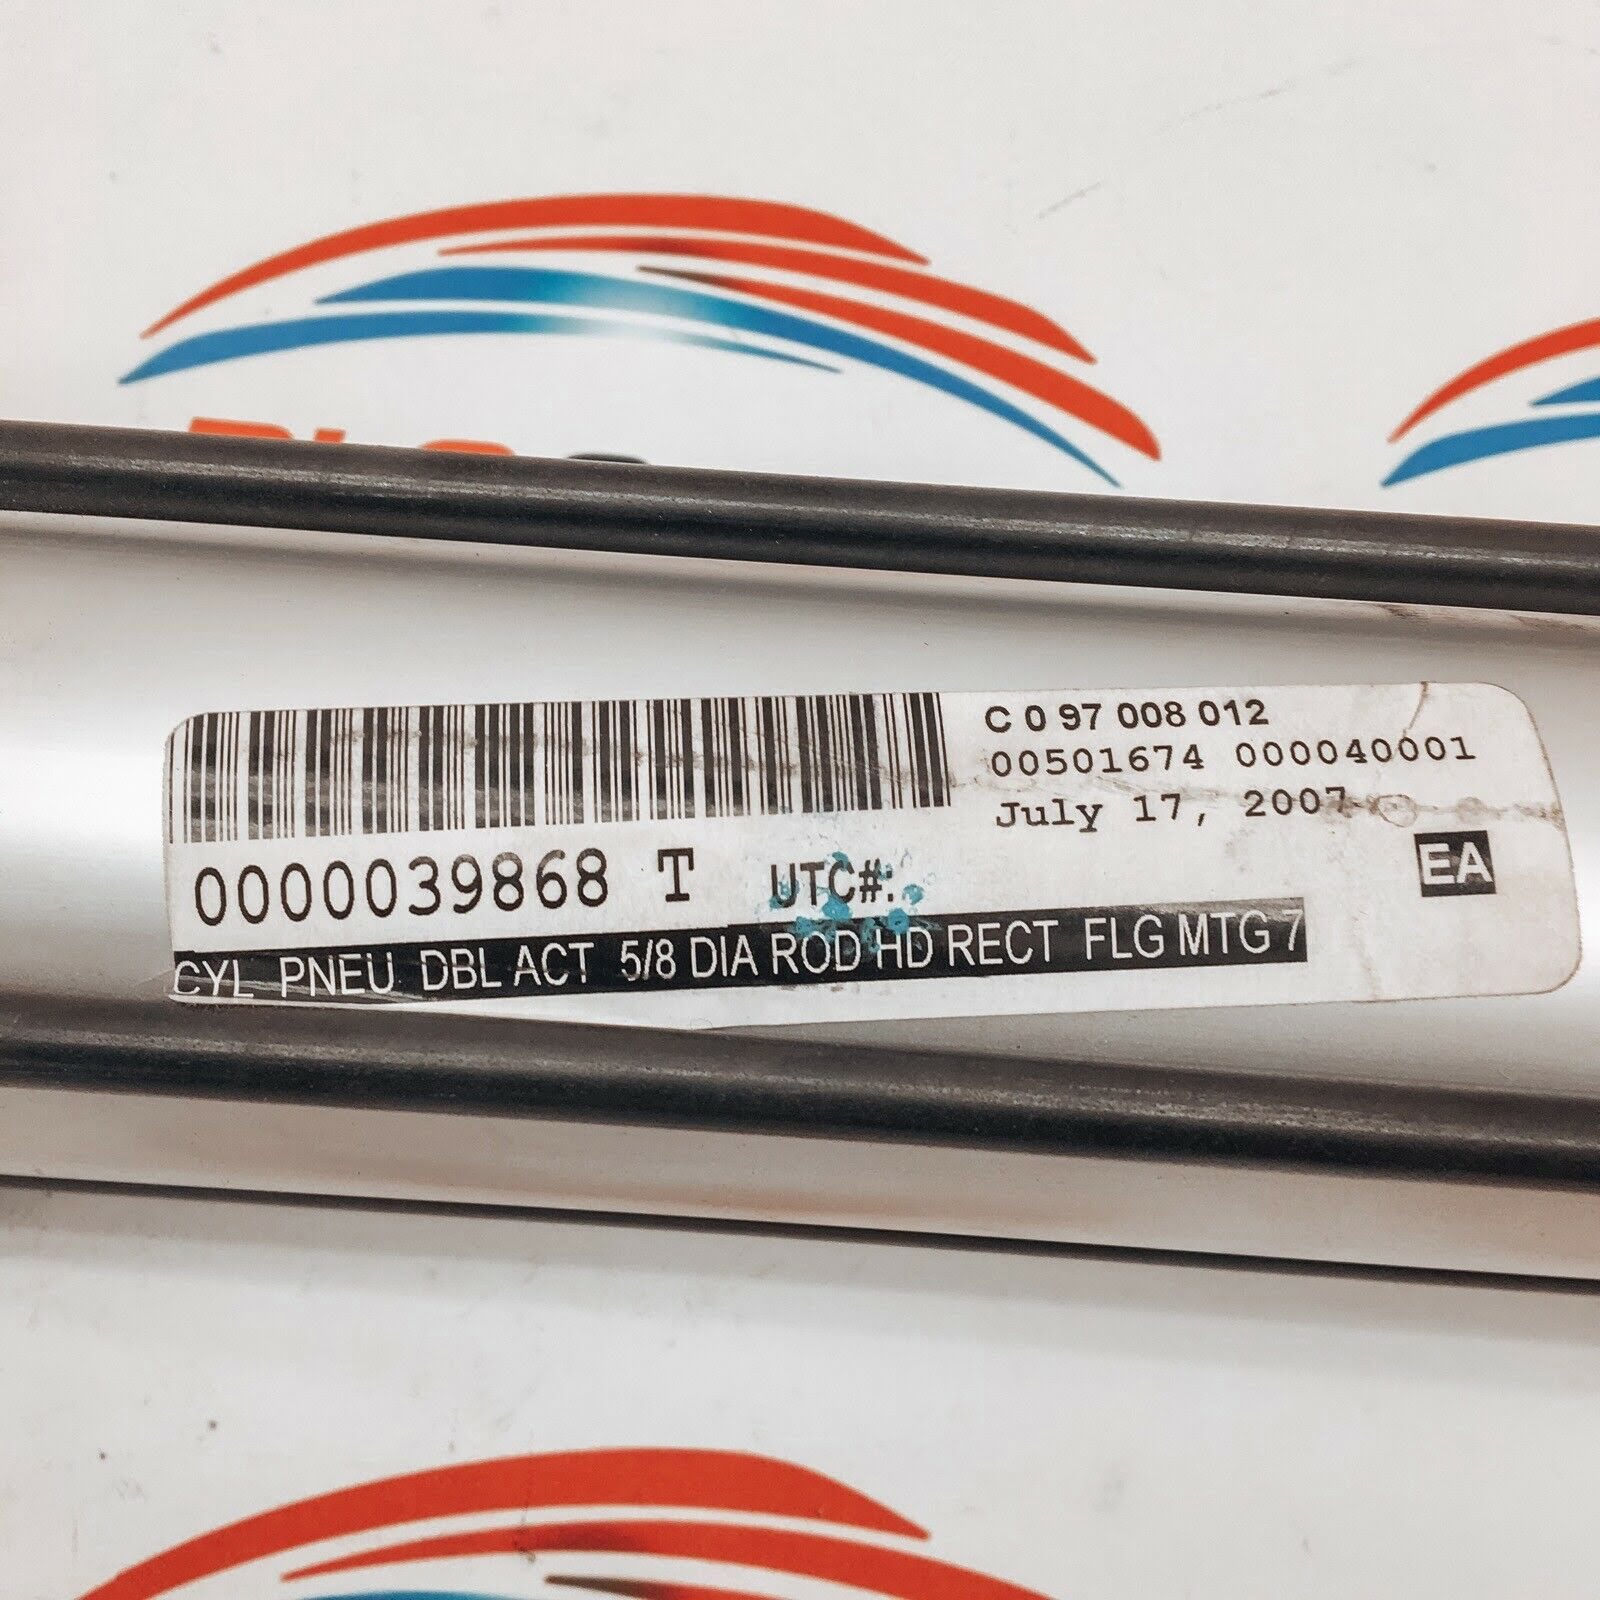 C 0 97 008 012
00501674 000040001
July 17, 2007
EA
0000039868 T UTC#:
CYL PNEU DBL ACT 5/8 DIA ROD HD RECT FLG MTG 7